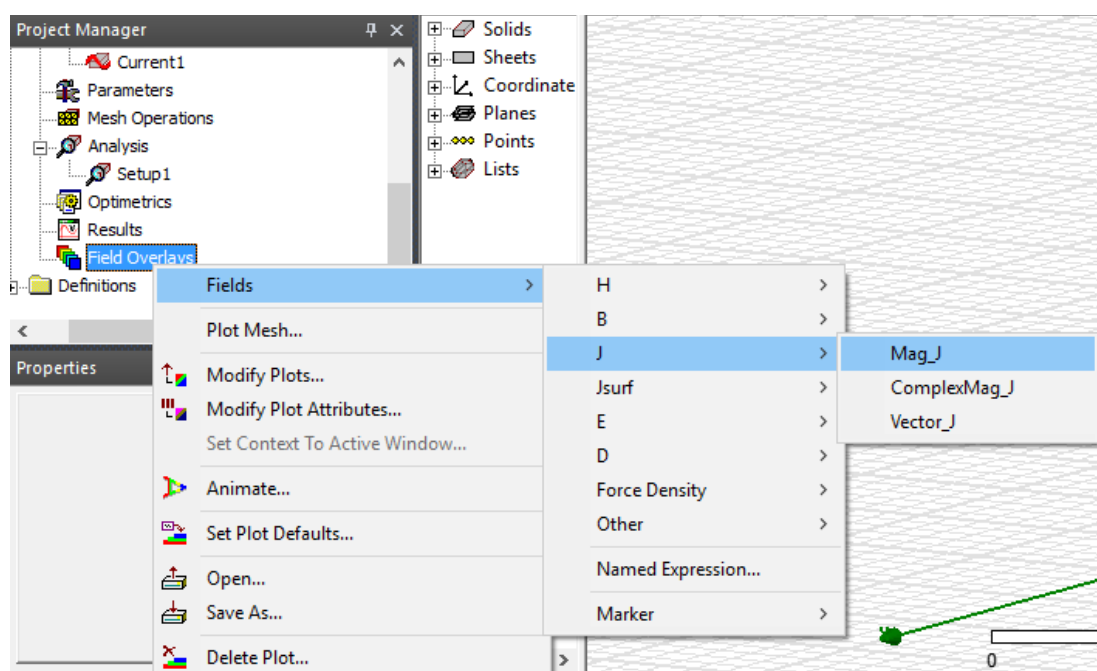 Project Manager
Current1
Parameters
Mesh Operations
Analysis
Setup1
Optimetrics
Results
Field Overlays
Definitions
Properties
Solids
Sheets
Coordinate
Planes
Points
Lists
Fields
Plot Mesh...
Modify Plots...
Modify Plot Attributes...
Set Context To Active Window...
Animate...
Set Plot Defaults...
Open...
Save As...
Delete Plot...
H
B
J
Jsurf
E
D
Force Density
Other
Named Expression...
Marker
Mag_J
ComplexMag_J
Vector_J
0